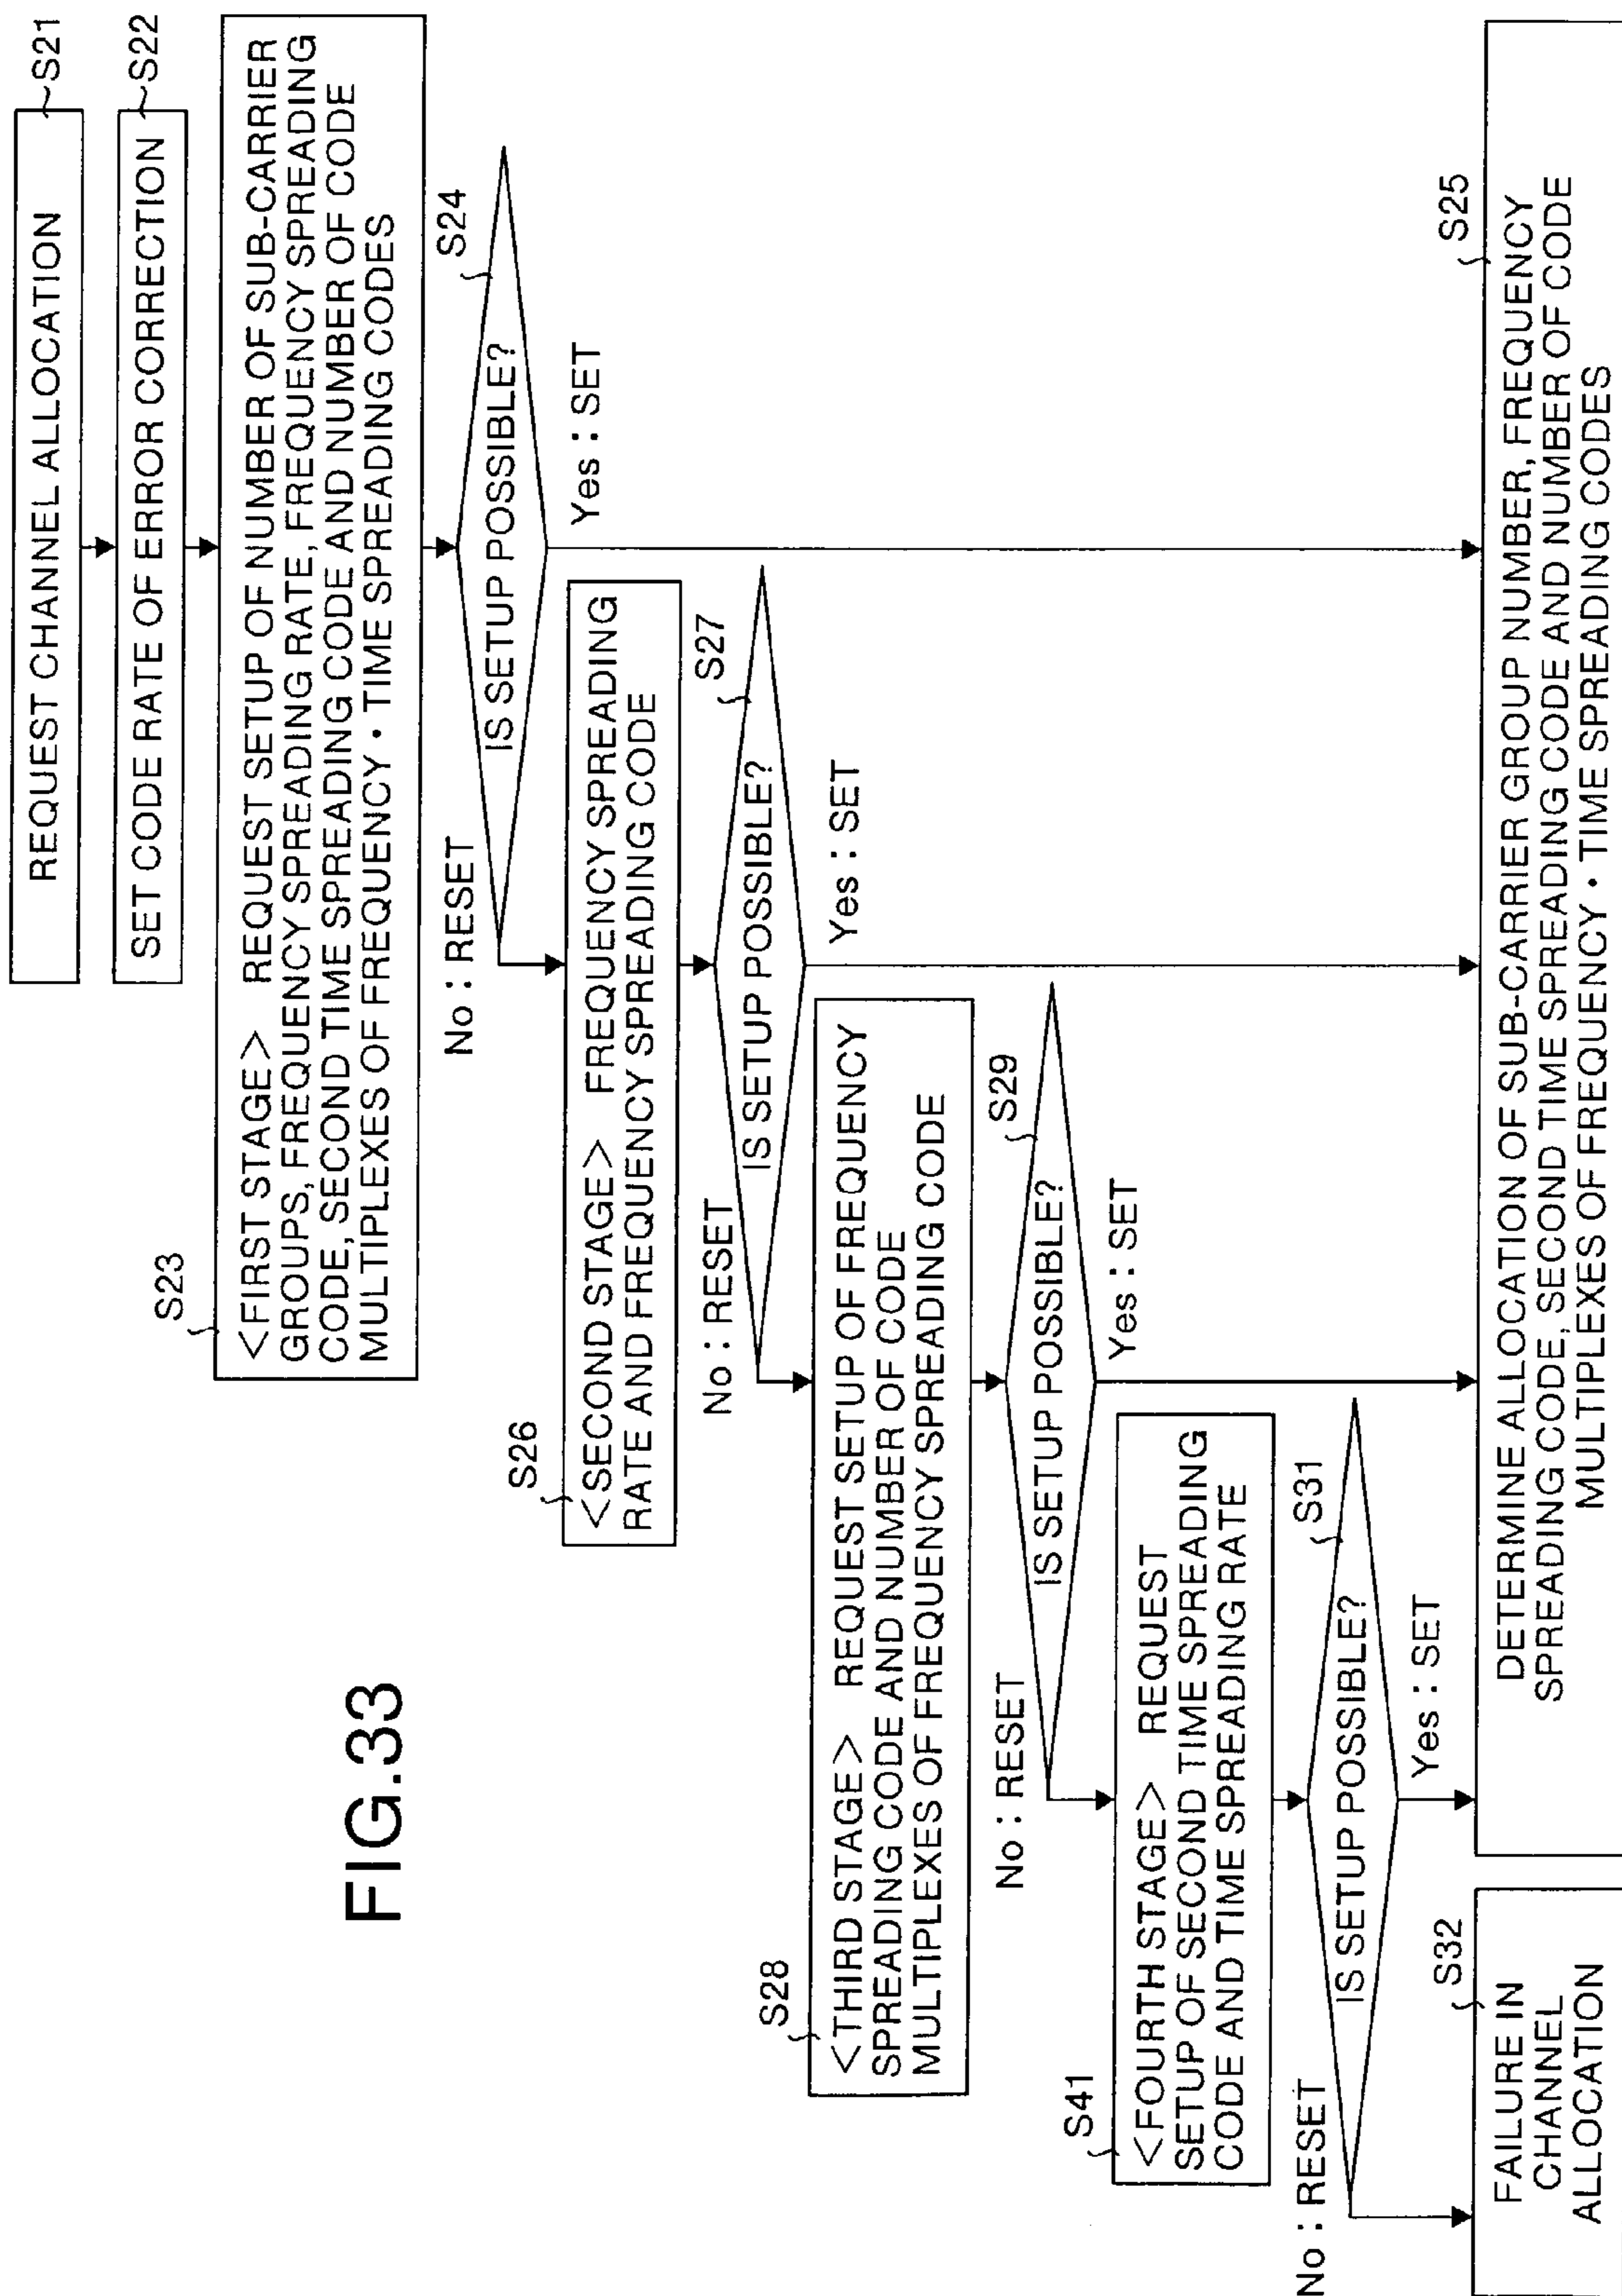 FIG.33
REQUEST CHANNEL ALLOCATION
S21
SET CODE RATE OF ERROR CORRECTION
S22
S23
<FIRST STAGE> REQUEST SETUP OF NUMBER OF SUB-CARRIER
GROUPS, FREQUENCY SPREADING RATE, FREQUENCY SPREADING
CODE, SECOND TIME SPREADING CODE AND NUMBER OF CODE
MULTIPLEXES OF FREQUENCY • TIME SPREADING CODES
S24
IS SETUP POSSIBLE?
No : RESET
Yes : SET
S26
<SECOND STAGE> FREQUENCY SPREADING
RATE AND FREQUENCY SPREADING CODE
S27
IS SETUP POSSIBLE?
No : RESET
Yes : SET
S28
<THIRD STAGE> REQUEST SETUP OF FREQUENCY
SPREADING CODE AND NUMBER OF CODE
MULTIPLEXES OF FREQUENCY SPREADING CODE
S29
IS SETUP POSSIBLE?
No : RESET
Yes : SET
S41
<FOURTH STAGE> REQUEST
SETUP OF SECOND TIME SPREADING
CODE AND TIME SPREADING RATE
S31
IS SETUP POSSIBLE?
No : RESET
Yes : SET
S32
FAILURE IN
CHANNEL
ALLOCATION
S25
DETERMINE ALLOCATION OF SUB-CARRIER GROUP NUMBER, FREQUENCY
SPREADING CODE, SECOND TIME SPREADING CODE AND NUMBER OF CODE
MULTIPLEXES OF FREQUENCY • TIME SPREADING CODES